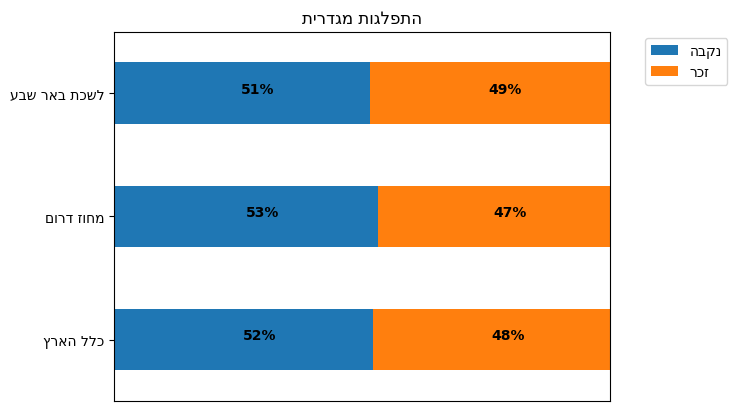 התפלגות מגדרית
נקבה
זכר
לשכת באר שבע
51%
49%
מחוז דרום
53%
47%
כלל הארץ
52%
48%